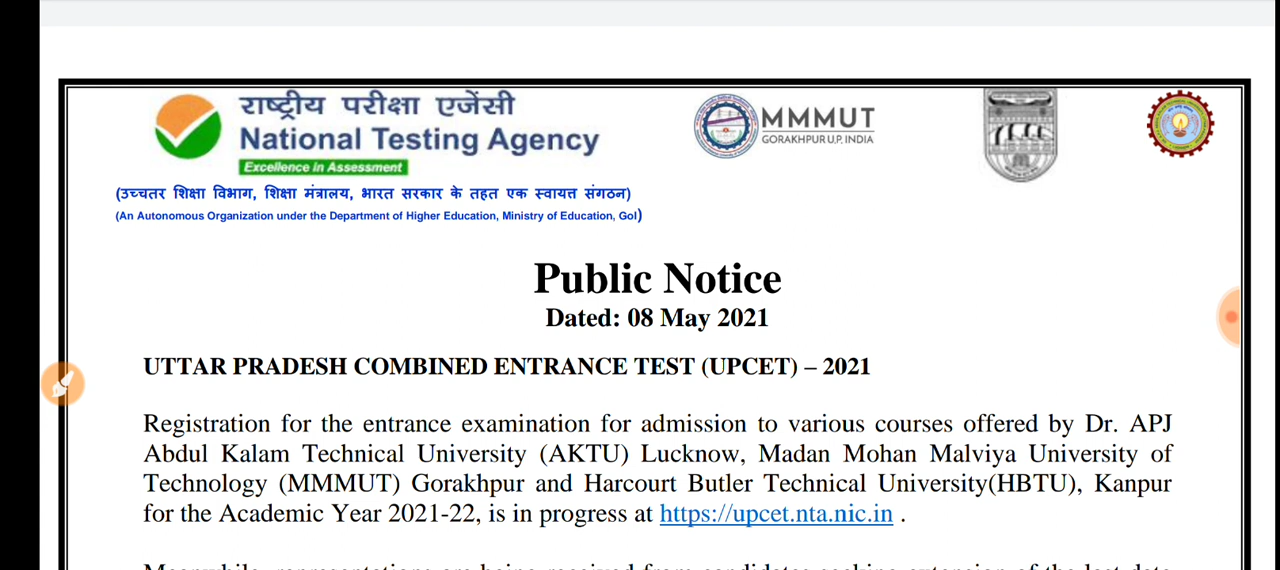 राष्ट्रीय परीक्षा एजेंसी
National Testing Agency
Excellence in Assessment
(उच्चतर शिक्षा विभाग, शिक्षा मंत्रालय, भारत सरकार के तहत एक स्वायत्त संगठन)
(An Autonomous Organization under the Department of Higher Education, Ministry of Education, GoI)
MMMUT
GORAKHPUR U.P, INDIA
Public Notice
Dated: 08 May 2021
UTTAR PRADESH COMBINED ENTRANCE TEST (UPCET) – 2021
Registration for the entrance examination for admission to various courses offered by Dr. APJ
Abdul Kalam Technical University (AKTU) Lucknow, Madan Mohan Malviya University of
Technology (MMMUT) Gorakhpur and Harcourt Butler Technical University(HBTU), Kanpur
for the Academic Year 2021-22, is in progress at https://upcet.nta.nic.in .